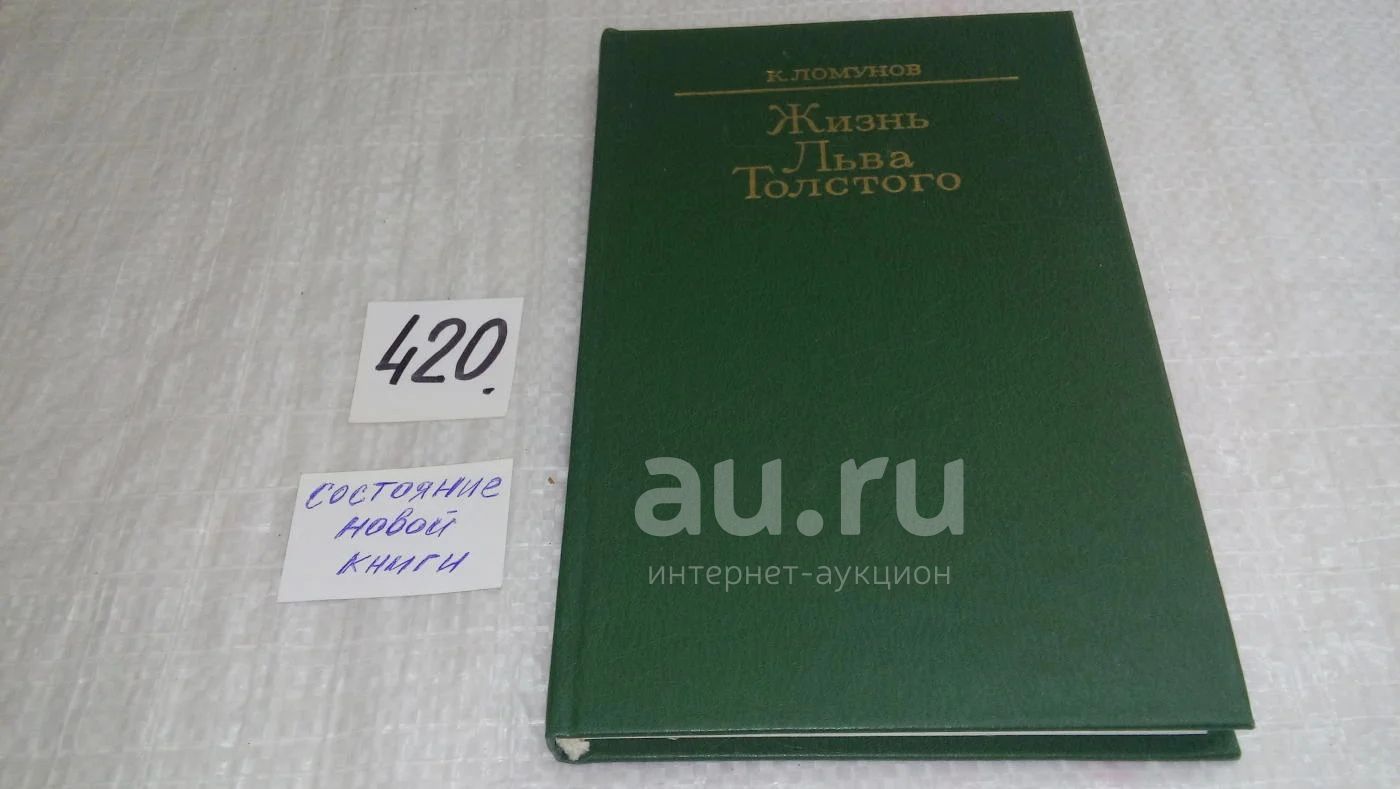 К. ЛОМУНОВ
Жизнь
Льва
Толстого
420.
состояние
новой
книги
au.ru
интернет-аукцион